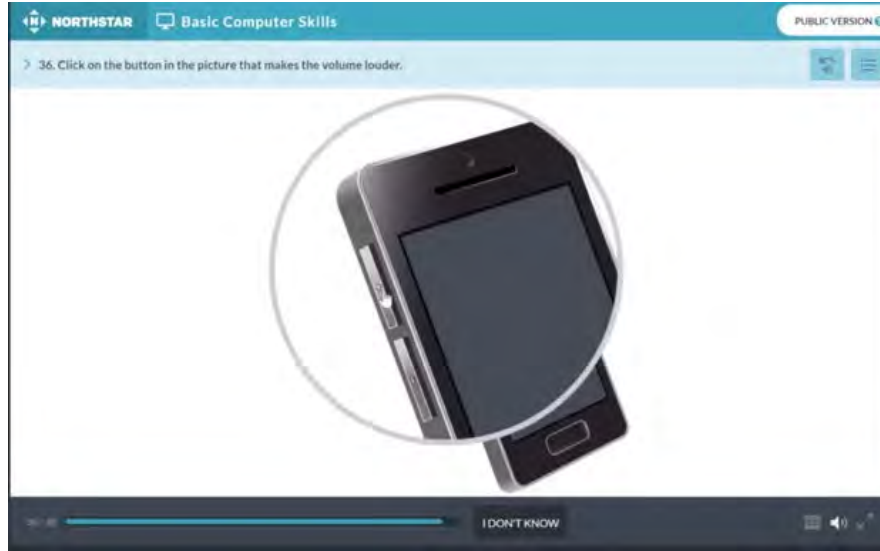 NORTHSTAR Basic Computer Skills PUBLIC VERSION
> 36. Click on the button in the picture that makes the volume louder.
I DON'T KNOW